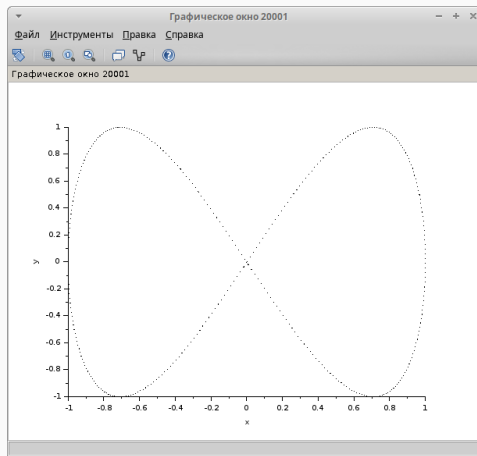 Графическое окно 20001
Файл Инструменты Правка Справка
Графическое окно 20001
1
0.8
0.6
0.4
0.2
y
0
-0.2
-0.4
-0.6
-0.8
-1
-1 -0.8 -0.6 -0.4 -0.2 0 0.2 0.4 0.6 0.8 1
x